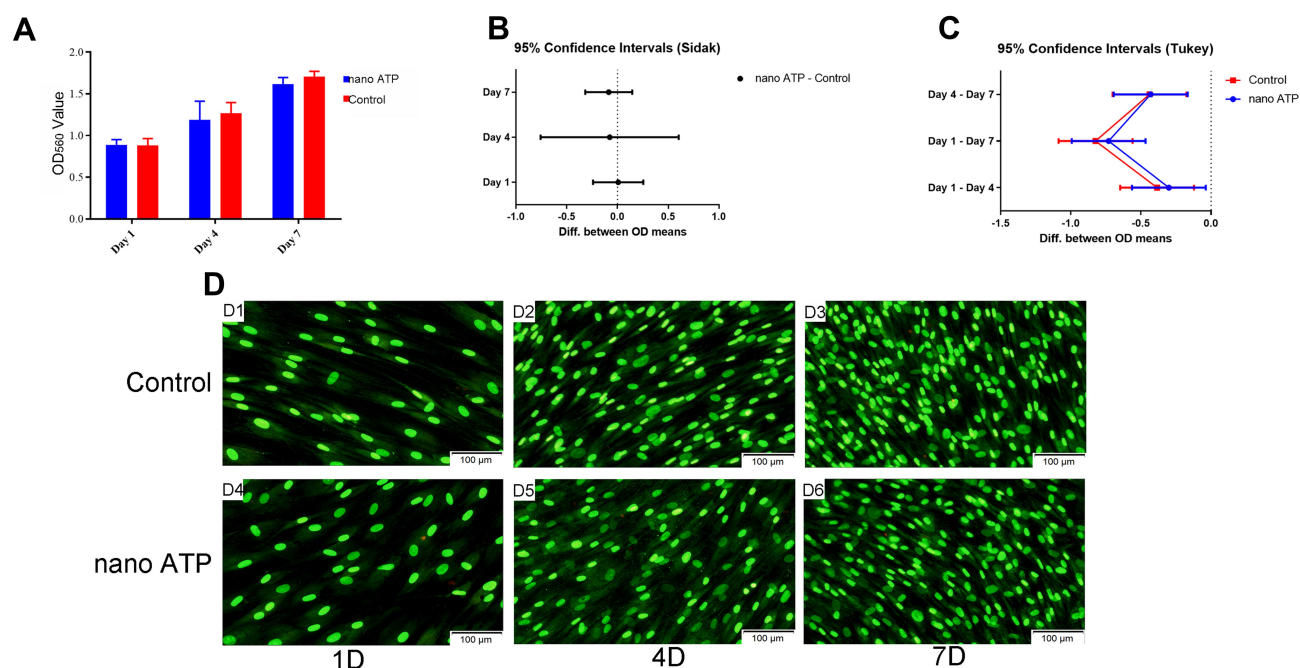 A
OD560 Value
2.0
1.5
1.0
0.5
0.0
Day 1
Day 4
Day 7
nano ATP
Control
B
95% Confidence Intervals (Sidak)
Day 7
Day 4
Day 1
-1.0 -0.5 0.0 0.5 1.0
Diff. between OD means
nano ATP - Control
C
95% Confidence Intervals (Tukey)
Day 4 - Day 7
Day 1 - Day 7
Day 1 - Day 4
-1.5 -1.0 -0.5 0.0
Diff. between OD means
Control
nano ATP
D
Control
D1
100 µm
D2
100 µm
D3
100 µm
nano ATP
D4
100 µm
D5
100 µm
D6
100 µm
1D 4D 7D